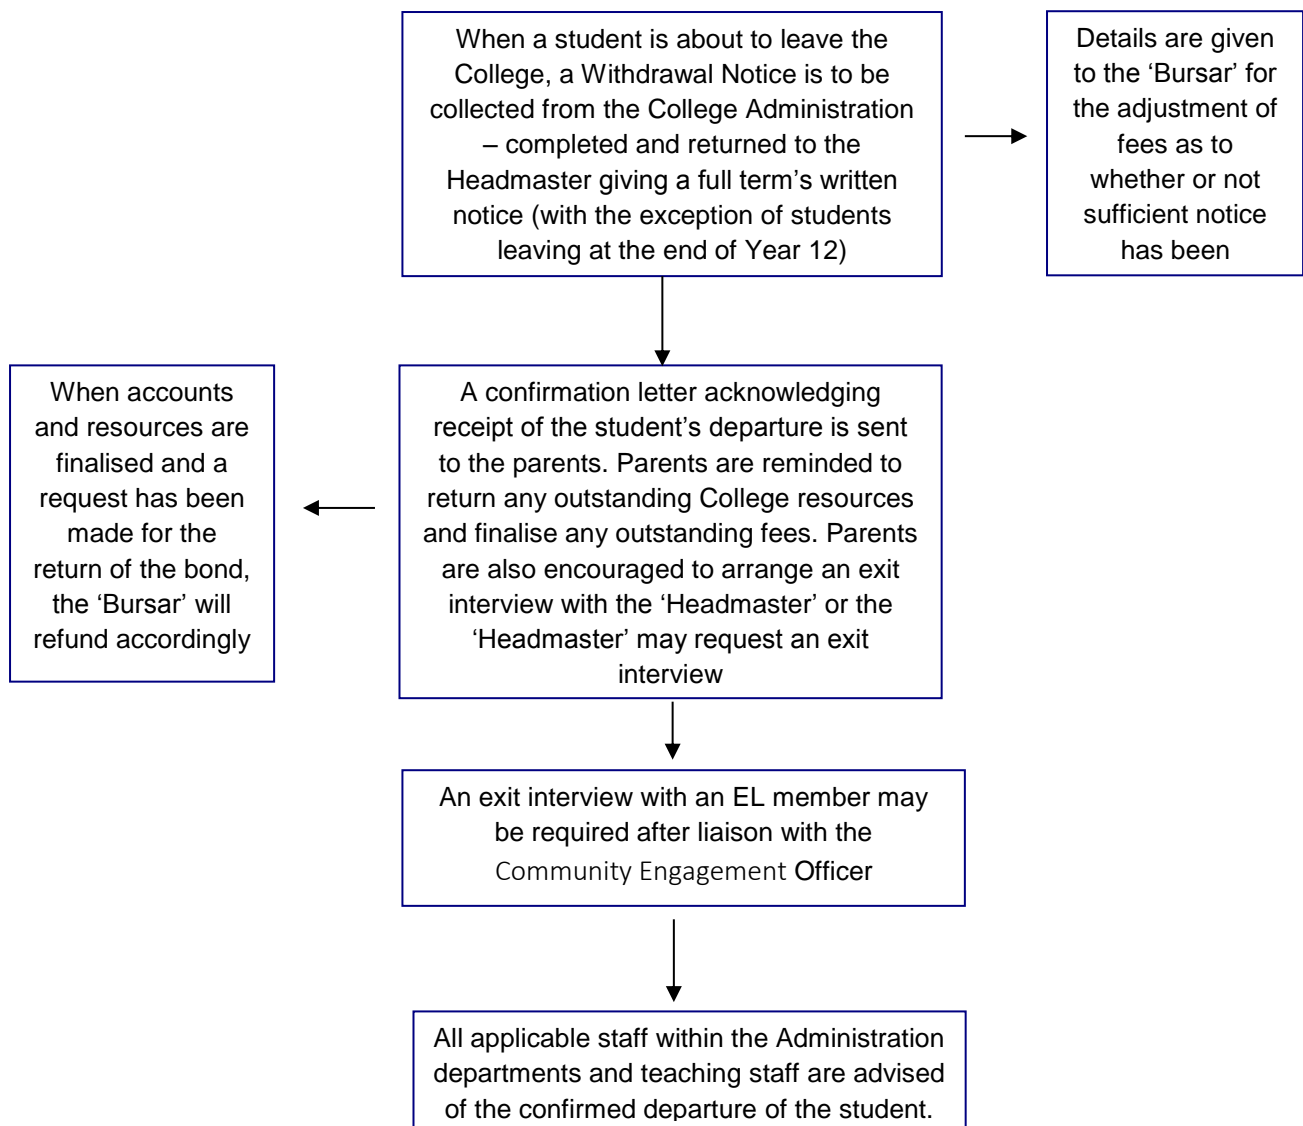 When a student is about to leave the
College, a Withdrawal Notice is to be
collected from the College Administration
– completed and returned to the
Headmaster giving a full term’s written
notice (with the exception of students
leaving at the end of Year 12)
Details are given
to the ‘Bursar’ for
the adjustment of
fees as to
whether or not
sufficient notice
has been
When accounts
and resources are
finalised and a
request has been
made for the
return of the bond,
the ‘Bursar’ will
refund accordingly
A confirmation letter acknowledging
receipt of the student’s departure is sent
to the parents. Parents are reminded to
return any outstanding College resources
and finalise any outstanding fees. Parents
are also encouraged to arrange an exit
interview with the ‘Headmaster’ or the
‘Headmaster’ may request an exit
interview
An exit interview with an EL member may
be required after liaison with the
Community Engagement Officer
All applicable staff within the Administration
departments and teaching staff are advised
of the confirmed departure of the student.